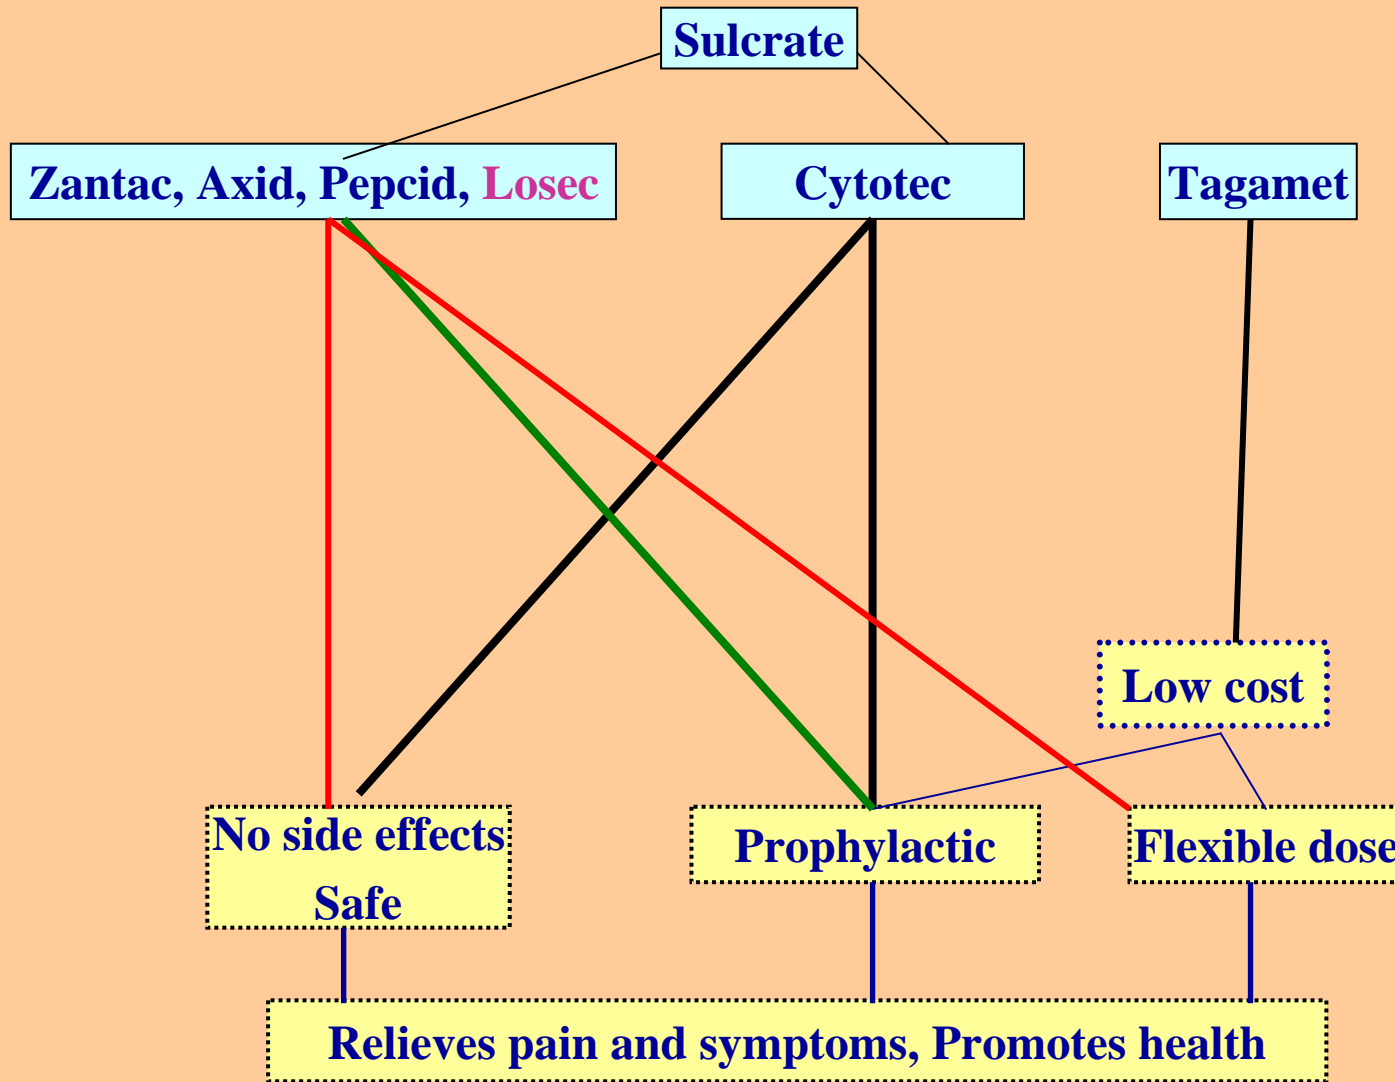 Sulcrate
Zantac, Axid, Pepcid, Losec
Cytotec
Tagamet
Low cost
No side effects
Safe
Prophylactic
Flexible dose
Relieves pain and symptoms, Promotes health